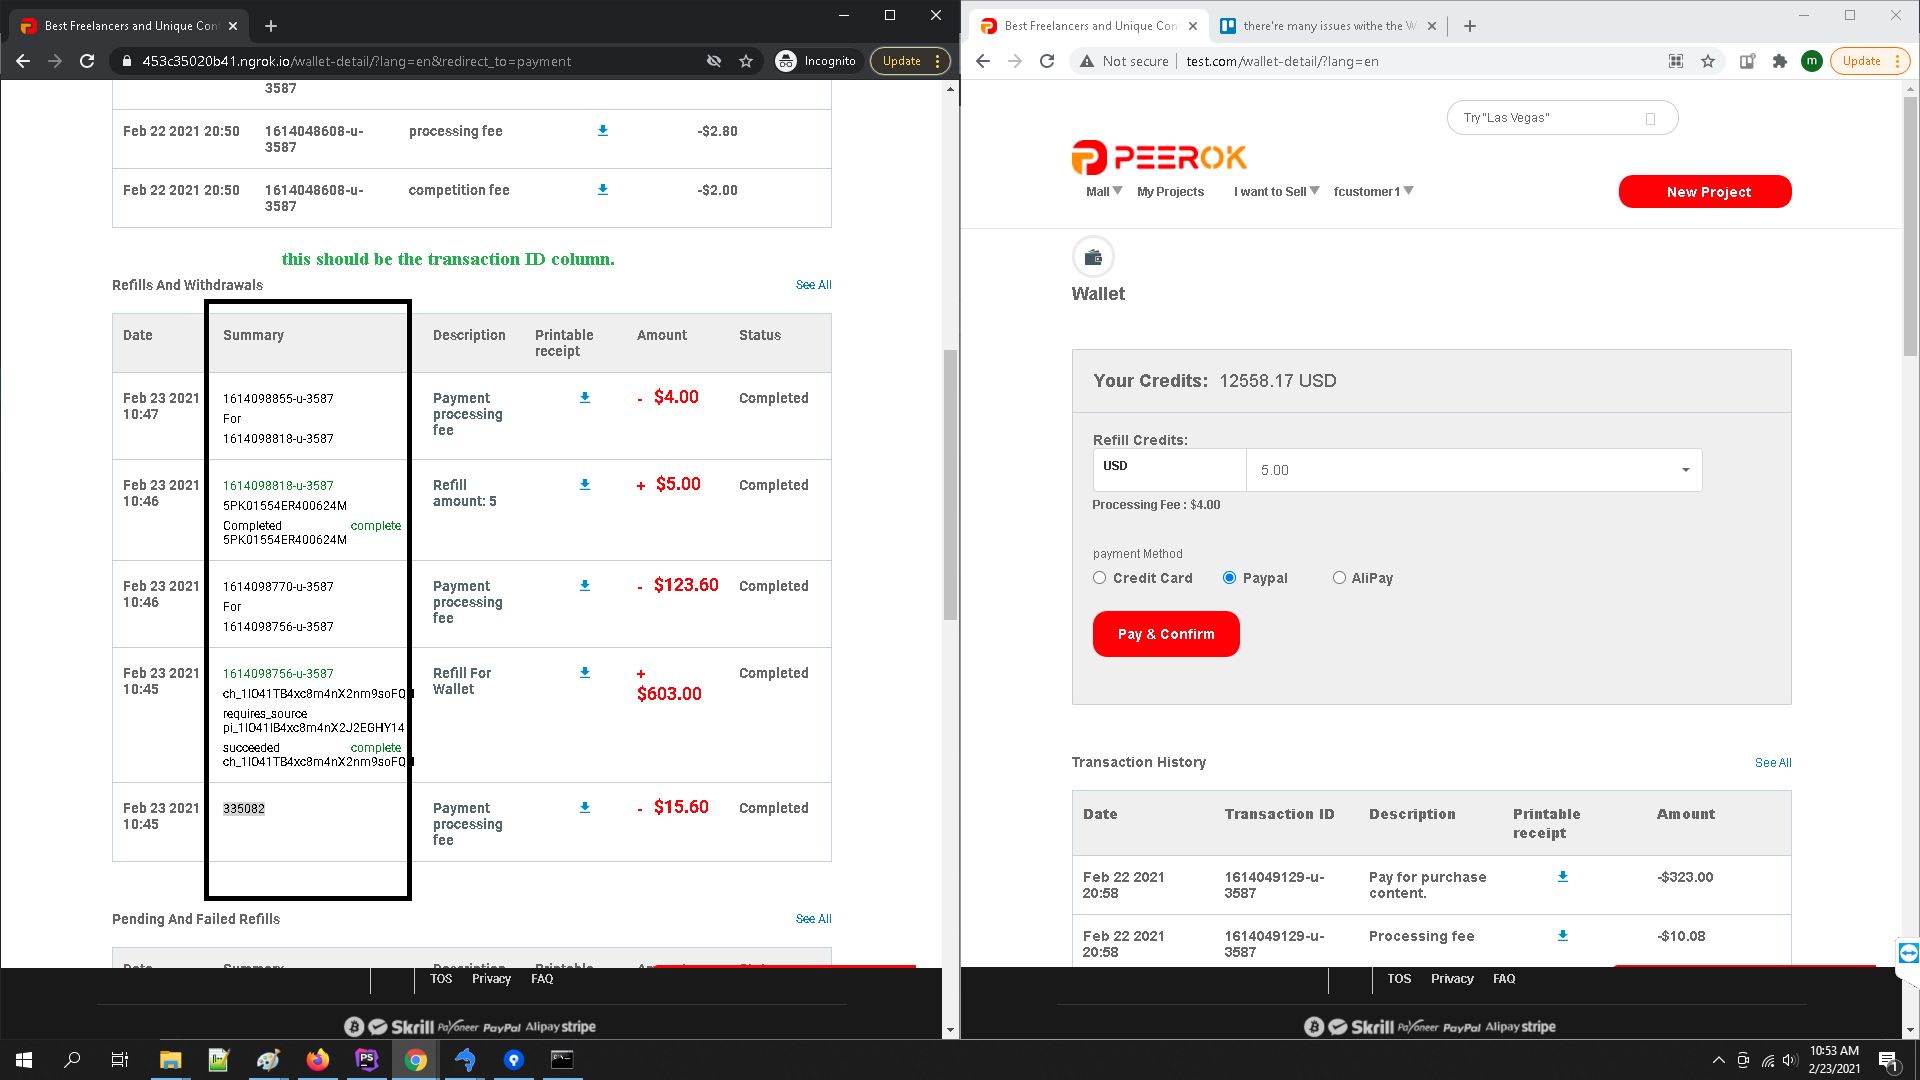 Best Freelancers and Unique Con
453c35020b41.ngrok.io/wallet-detail/?lang=en&redirect_to=payment
Incognito
Update
3587
Feb 22 2021 20:50 1614048608-u-3587 processing fee -$2.80
Feb 22 2021 20:50 1614048608-u-3587 competition fee -$2.00
this should be the transaction ID column.
Refills And Withdrawals See All
Date Summary Description Printable receipt Amount Status
Feb 23 2021 10:47
1614098855-u-3587
For
1614098818-u-3587
Payment processing fee
- $4.00
Completed
Feb 23 2021 10:46
1614098818-u-3587
5PK01554ER400624M
Completed complete
5PK01554ER400624M
Refill amount: 5
+ $5.00
Completed
Feb 23 2021 10:46
1614098770-u-3587
For
1614098756-u-3587
Payment processing fee
- $123.60
Completed
Feb 23 2021 10:45
1614098756-u-3587
ch_1IO41TB4xc8m4nX2nm9soFQ
requires_source
pi_1IO41IB4xc8m4nX2J2EGHY14
succeeded complete
ch_1IO41TB4xc8m4nX2nm9soFQ
Refill For Wallet
+ $603.00
Completed
Feb 23 2021 10:45
335082
Payment processing fee
- $15.60
Completed
Pending And Failed Refills See All
Date Summary Description Printable
TOS Privacy FAQ
Skrill Payoneer PayPal Alipay stripe
Best Freelancers and Unique Con
there're many issues withe the W
Not secure test.com/wallet-detail/?lang=en
m
Update
Try "Las Vegas"
PEEROK
Mall My Projects I want to Sell fcustomer1
New Project
Wallet
Your Credits: 12558.17 USD
Refill Credits:
USD 5.00
Processing Fee : $4.00
payment Method
Credit Card Paypal AliPay
Pay & Confirm
Transaction History See All
Date Transaction ID Description Printable receipt Amount
Feb 22 2021 20:58 1614049129-u-3587 Pay for purchase content. -$323.00
Feb 22 2021 20:58 1614049129-u-3587 Processing fee -$10.08
TOS Privacy FAQ
Skrill Payoneer PayPal Alipay stripe
PS
10:53 AM
2/23/2021
1